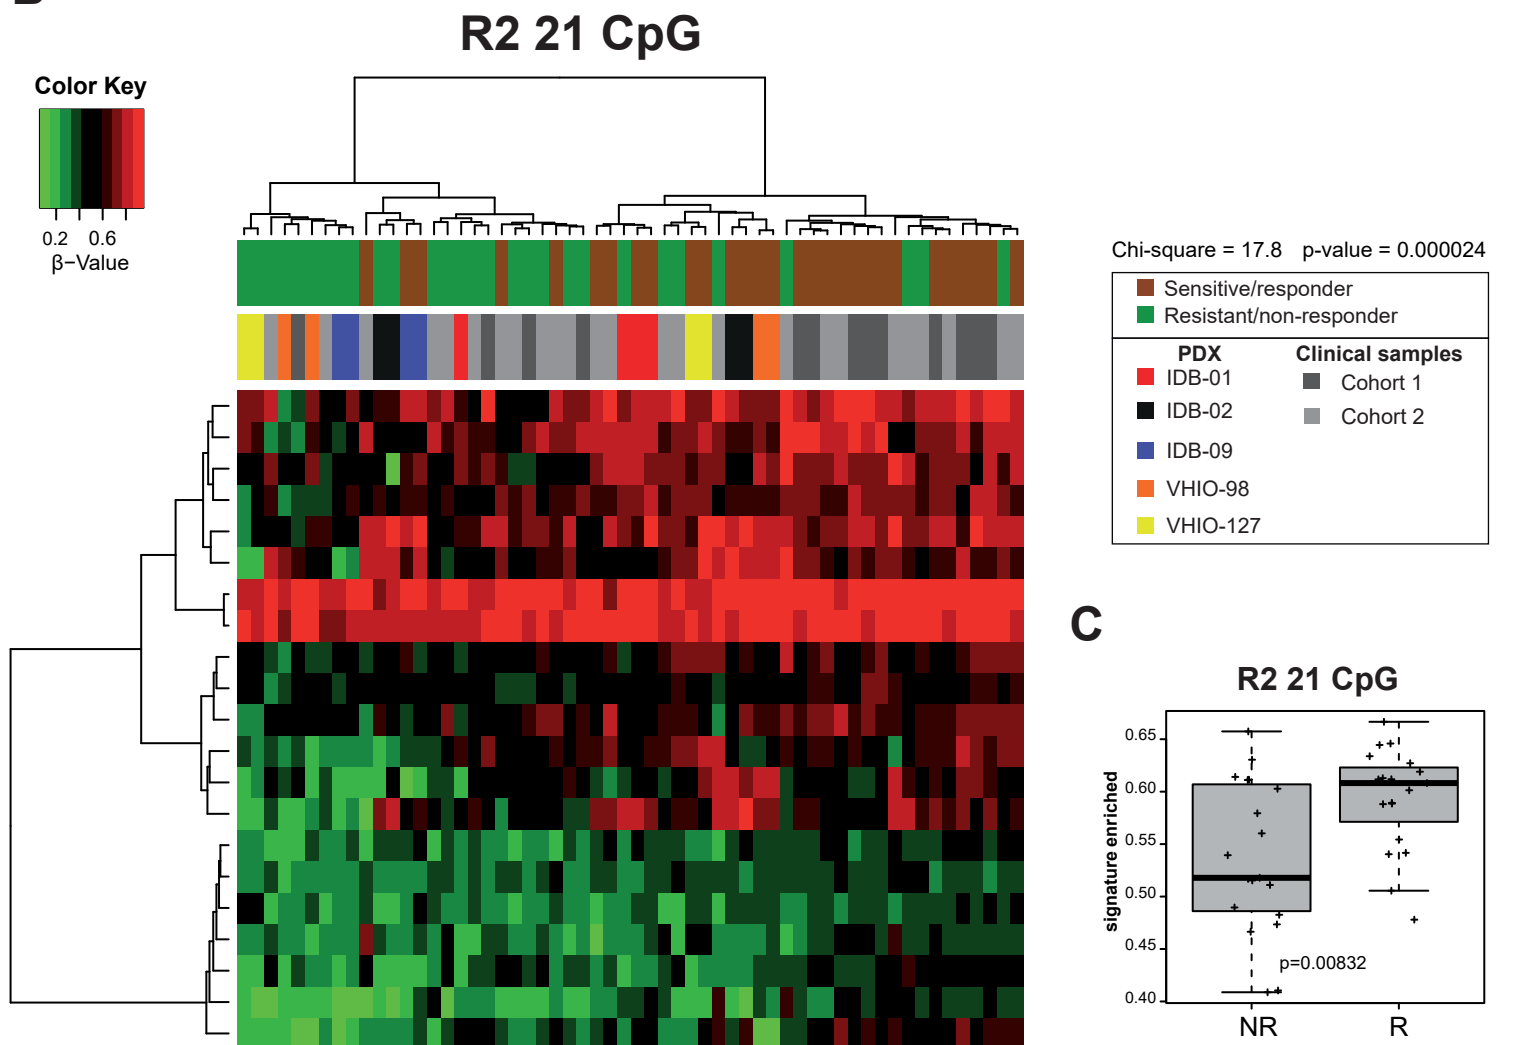 R2 21 CpG
Color Key
0.2 0.6
β−Value
Chi-square = 17.8 p-value = 0.000024
Sensitive/responder
Resistant/non-responder
PDX Clinical samples
IDB-01 Cohort 1
IDB-02 Cohort 2
IDB-09
VHIO-98
VHIO-127
C
R2 21 CpG
signature enriched
0.65
0.60
0.55
0.50
0.45
0.40
p=0.00832
NR R